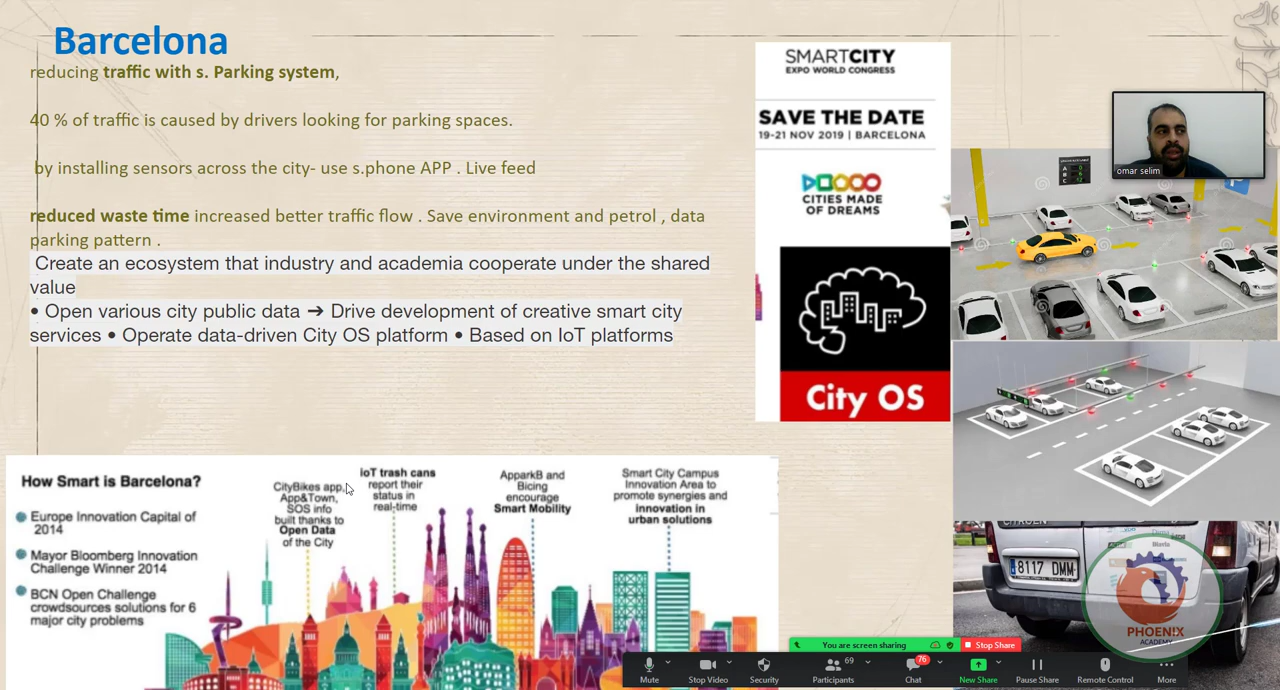 Barcelona
reducing traffic with s. Parking system,
40 % of traffic is caused by drivers looking for parking spaces.
by installing sensors across the city- use s.phone APP . Live feed
reduced waste time increased better traffic flow . Save environment and petrol , data
parking pattern .
Create an ecosystem that industry and academia cooperate under the shared
value
• Open various city public data ➔ Drive development of creative smart city
services • Operate data-driven City OS platform • Based on IoT platforms
SMARTCITY
EXPO WORLD CONGRESS
SAVE THE DATE
19-21 NOV 2019 | BARCELONA
CITIES MADE
OF DREAMS
City OS
omar selim
How Smart is Barcelona?
Europe Innovation Capital of
2014
Mayor Bloomberg Innovation
Challenge Winner 2014
BCN Open Challenge
crowdsources solutions for 6
major city problems
CityBikes app,
App&Town,
SOS info
built thanks to
Open Data
of the City
IoT trash cans
report their
status in
real-time
ApparkB and
Bicing
encourage
Smart Mobility
Smart City Campus
Innovation Area to
promote synergies and
innovation in
urban solutions
CITROEN
8117 DMM
PHOEN!X
ACADEMY
You are screen sharing
Stop Share
Mute
Stop Video
Security
69
Participants
76
Chat
New Share
Pause Share
Remote Control
More